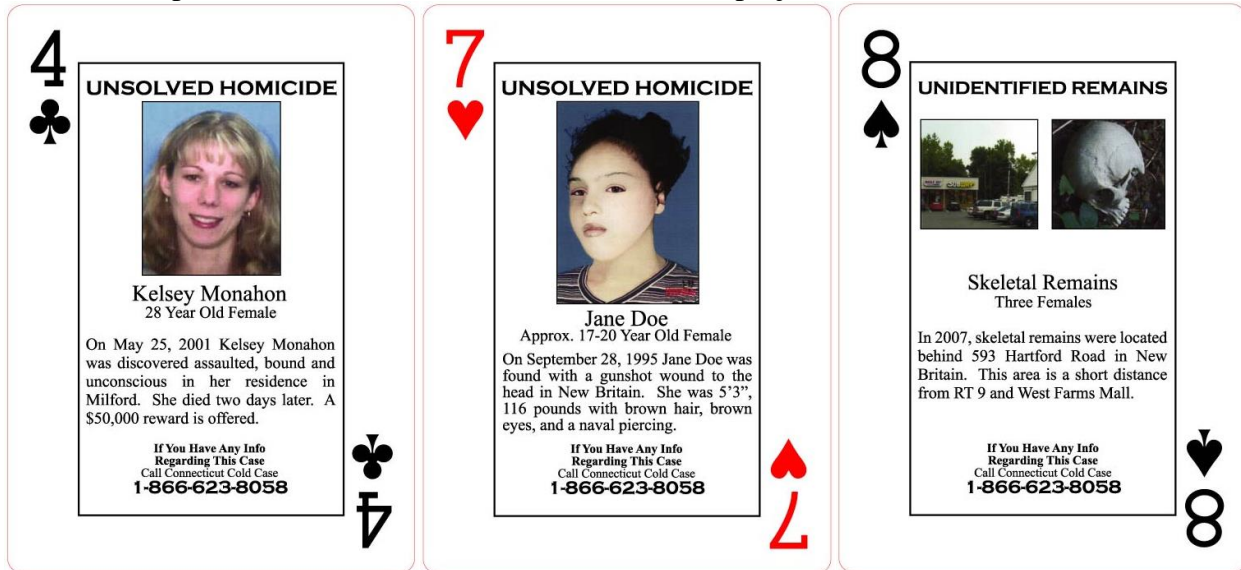 4
UNSOLVED HOMICIDE
Kelsey Monahon
28 Year Old Female
On May 25, 2001 Kelsey Monahon
was discovered assaulted, bound and
unconscious in her residence in
Milford. She died two days later. A
$50,000 reward is offered.
If You Have Any Info
Regarding This Case
Call Connecticut Cold Case
1-866-623-8058
4
7
UNSOLVED HOMICIDE
Jane Doe
Approx. 17-20 Year Old Female
On September 28, 1995 Jane Doe was
found with a gunshot wound to the
head in New Britain. She was 5’3”,
116 pounds with brown hair, brown
eyes, and a naval piercing.
If You Have Any Info
Regarding This Case
Call Connecticut Cold Case
1-866-623-8058
7
8
UNIDENTIFIED REMAINS
Skeletal Remains
Three Females
In 2007, skeletal remains were located
behind 593 Hartford Road in New
Britain. This area is a short distance
from RT 9 and West Farms Mall.
If You Have Any Info
Regarding This Case
Call Connecticut Cold Case
1-866-623-8058
8